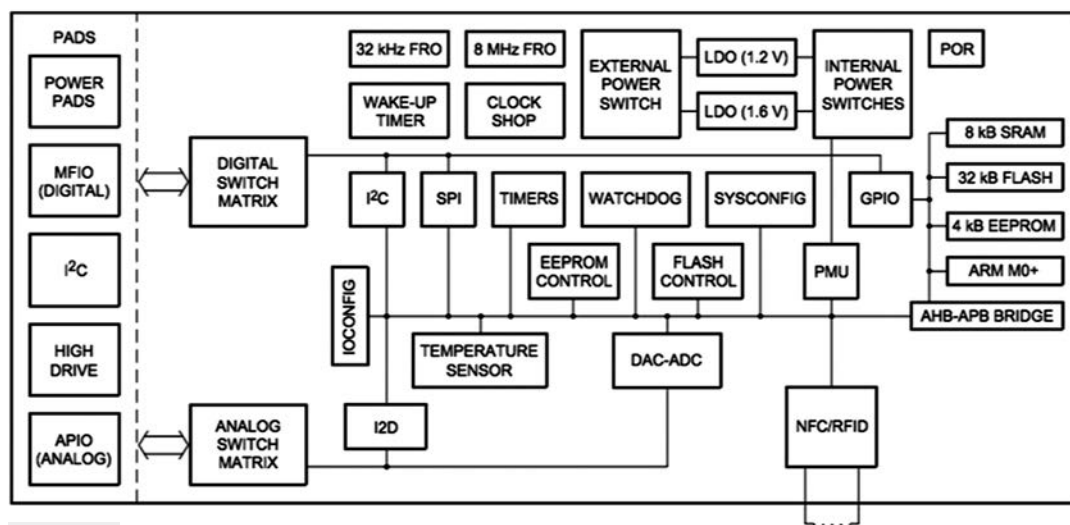 PADS
POWER
PADS
MFIO
(DIGITAL)
I²C
HIGH
DRIVE
APIO
(ANALOG)
DIGITAL
SWITCH
MATRIX
ANALOG
SWITCH
MATRIX
32 kHz FRO
8 MHz FRO
WAKE-UP
TIMER
CLOCK
SHOP
EXTERNAL
POWER
SWITCH
LDO (1.2 V)
LDO (1.6 V)
INTERNAL
POWER
SWITCHES
POR
I²C
SPI
TIMERS
WATCHDOG
SYSCONFIG
GPIO
8 kB SRAM
32 kB FLASH
4 kB EEPROM
ARM M0+
AHB-APB BRIDGE
EEPROM
CONTROL
FLASH
CONTROL
PMU
IOCONFIG
TEMPERATURE
SENSOR
DAC-ADC
I2D
NFC/RFID